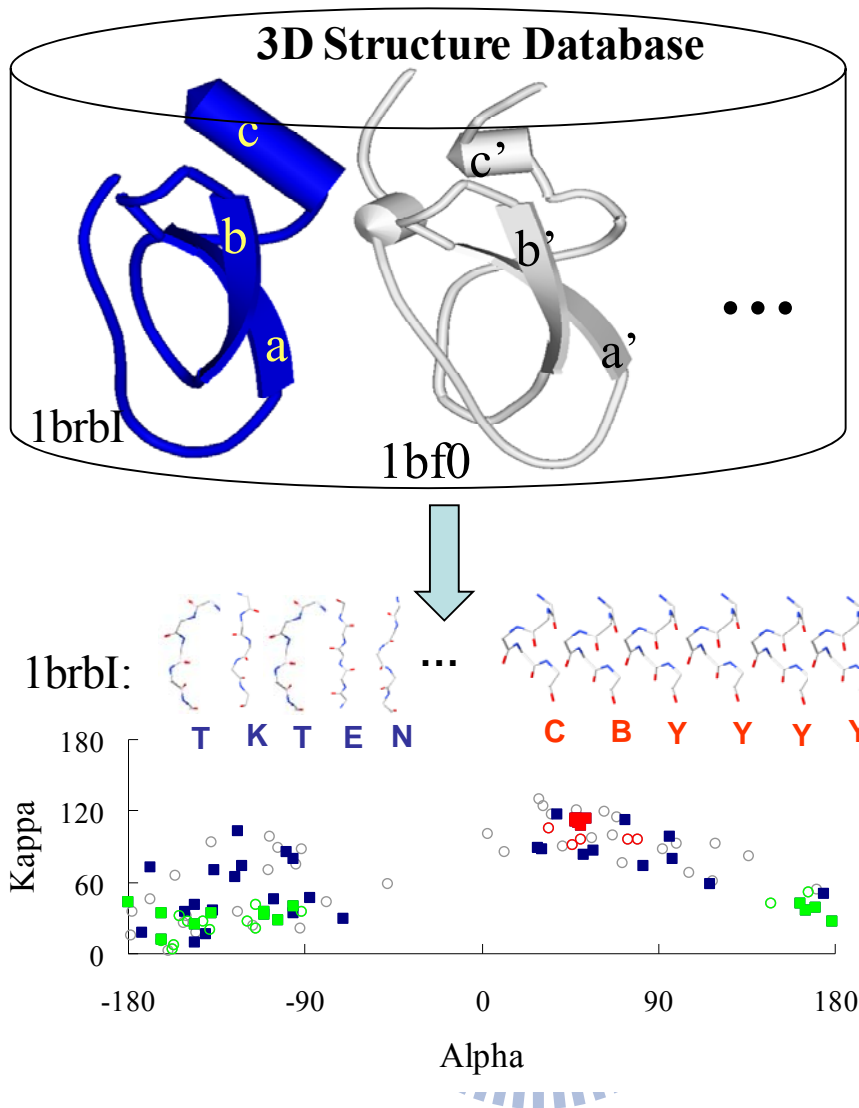 3D Structure Database
c
c’
b
b’
a
a’
...
1brbI
1bf0
...
1brbI:
T K T E N
C B Y Y Y Y
180
120
60
0
Kappa
-180 -90 0 90 180
Alpha